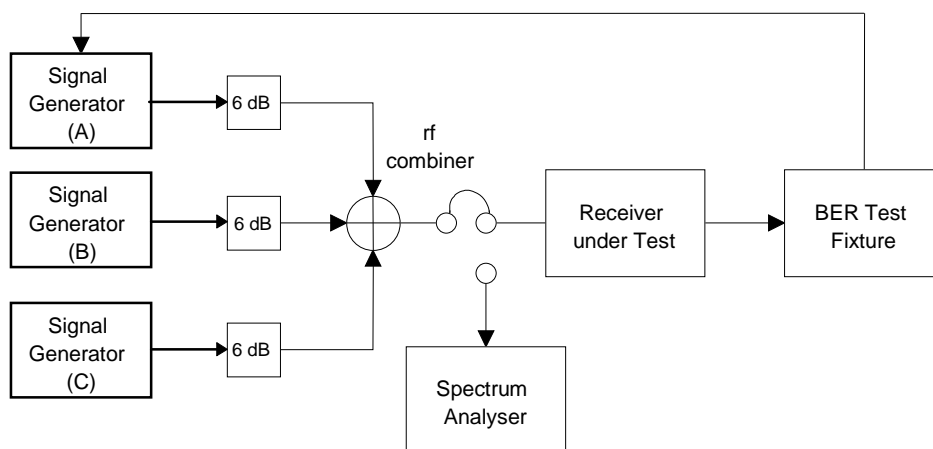 Signal
Generator
(A)
6 dB
rf
combiner
Signal
Generator
(B)
6 dB
Receiver
under Test
BER Test
Fixture
Signal
Generator
(C)
6 dB
Spectrum
Analyser